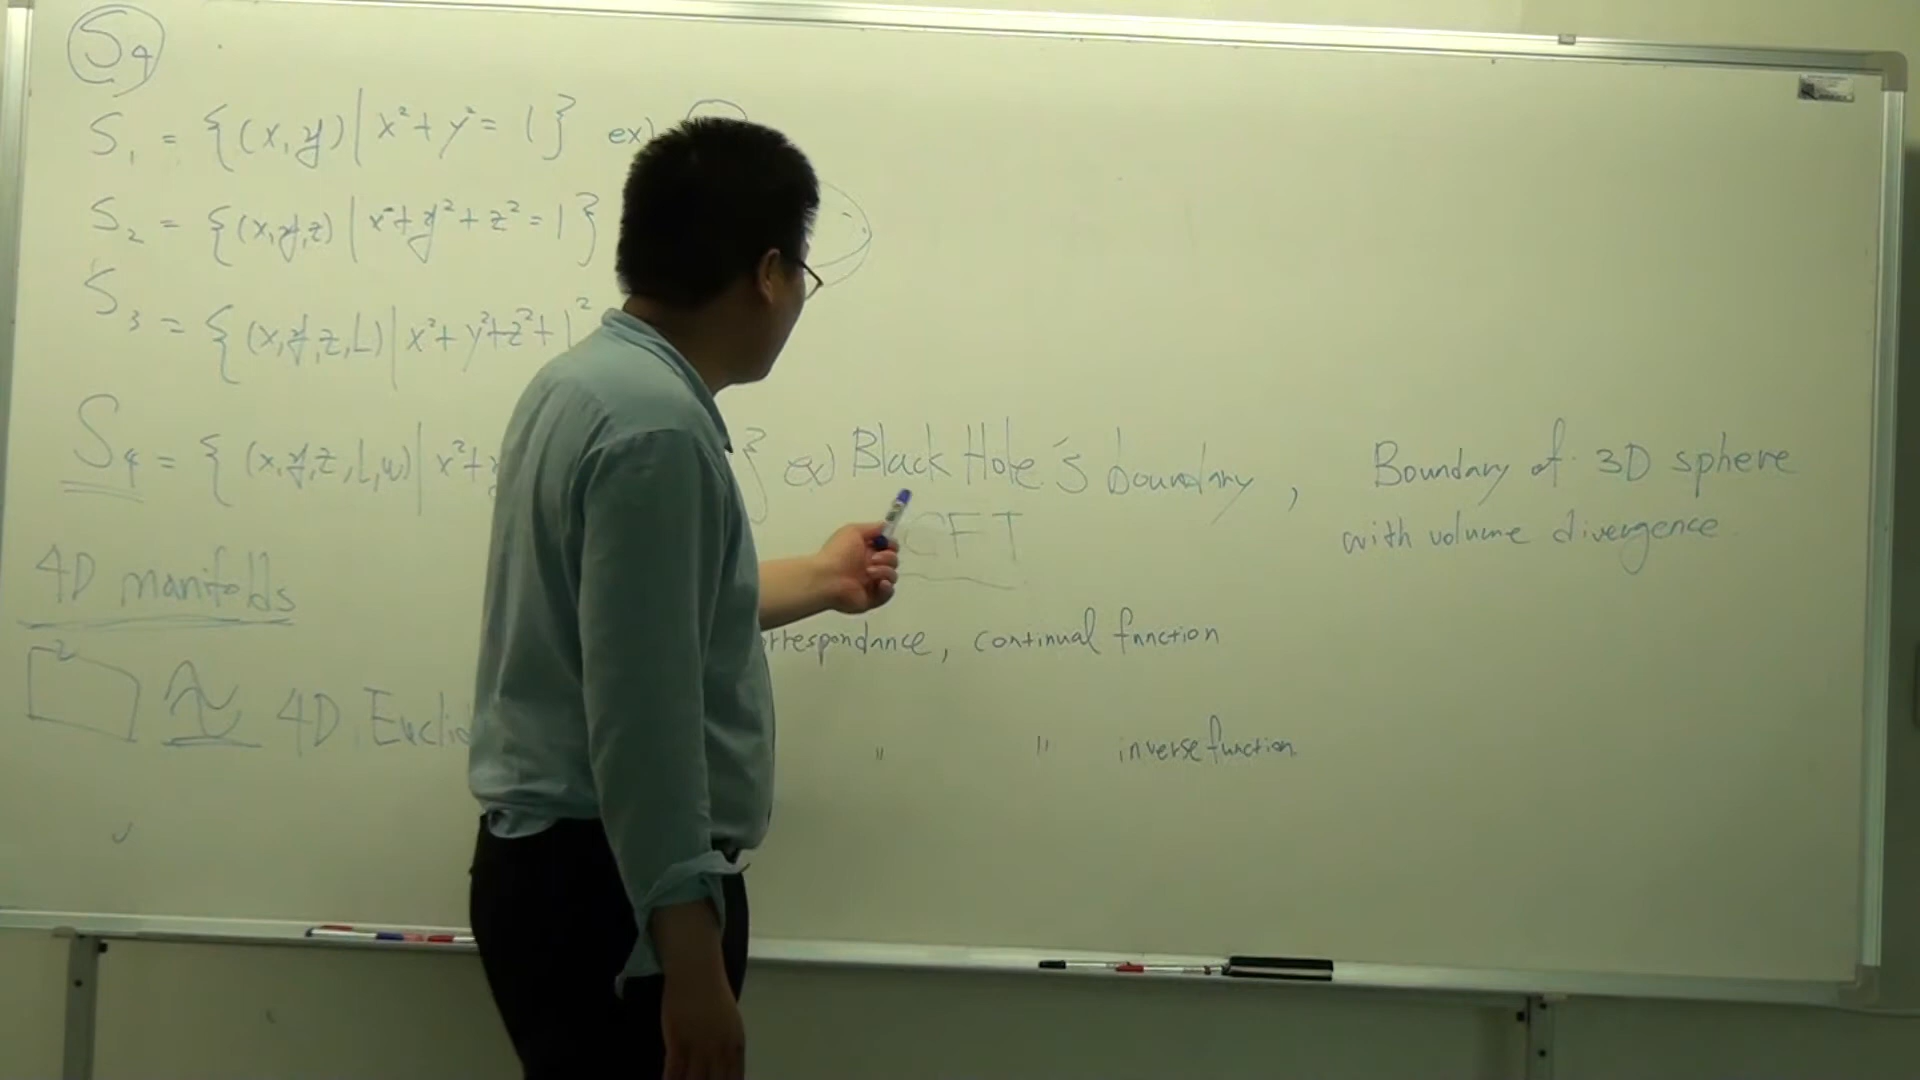 S4
S1 = {(x,y) | x² + y² = 1} ex)
S2 = {(x,y,z) | x² + y² + z² = 1}
S3 = {(x,y,z,L) | x² + y² + z² + l²
S4 = {(x,y,z,L,w) | x² + } ex) Black Hole's boundary, Boundary of 3D sphere
CFT with volume divergence
4D manifolds
orrespondance, continual function
≃ 4D Euclid
" " inverse function